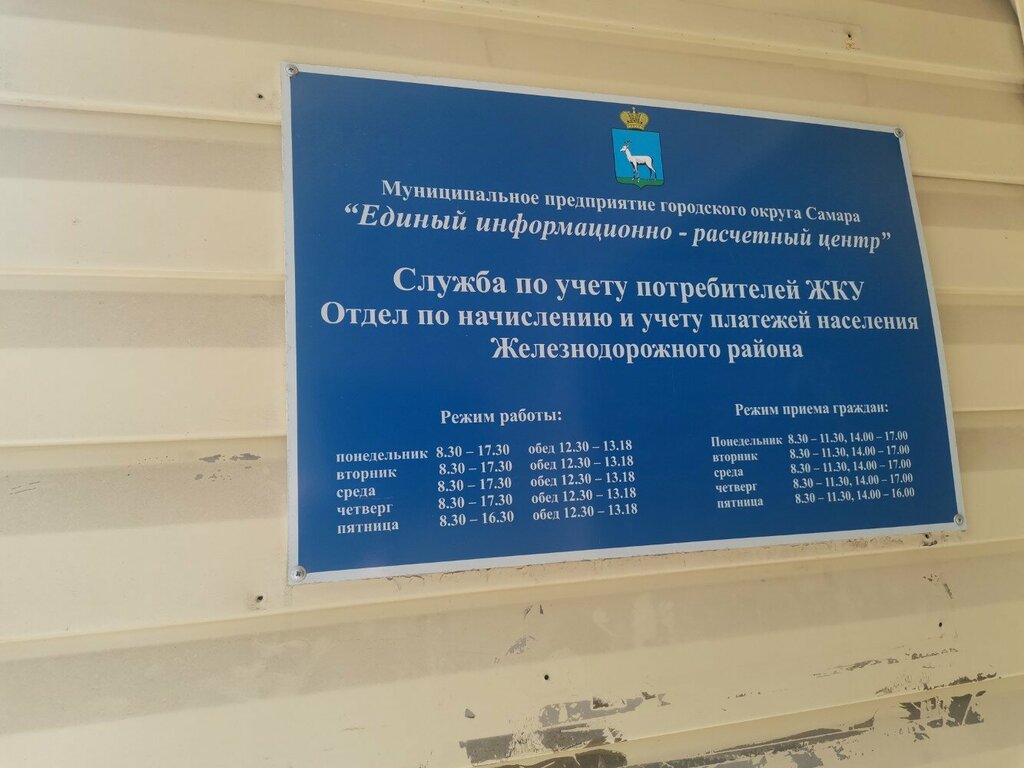 Муниципальное предприятие городского округа Самара
“Единый информационно - расчетный центр”
Служба по учету потребителей ЖКУ
Отдел по начислению и учету платежей населения
Железнодорожного района
Режим работы:
понедельник 8.30 – 17.30 обед 12.30 – 13.18
вторник 8.30 – 17.30 обед 12.30 – 13.18
среда 8.30 – 17.30 обед 12.30 – 13.18
четверг 8.30 – 17.30 обед 12.30 – 13.18
пятница 8.30 – 16.30 обед 12.30 – 13.18
Режим приема граждан:
Понедельник 8.30 – 11.30, 14.00 – 17.00
вторник 8.30 – 11.30, 14.00 – 17.00
среда 8.30 – 11.30, 14.00 – 17.00
четверг 8.30 – 11.30, 14.00 – 17.00
пятница 8.30 – 11.30, 14.00 – 16.00